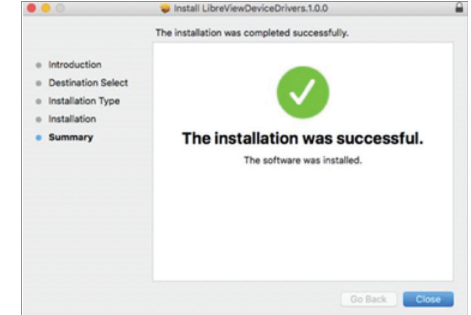 Install LibreViewDeviceDrivers.1.0.0
The installation was completed successfully.
Introduction
Destination Select
Installation Type
Installation
Summary
The installation was successful.
The software was installed.
Go Back
Close